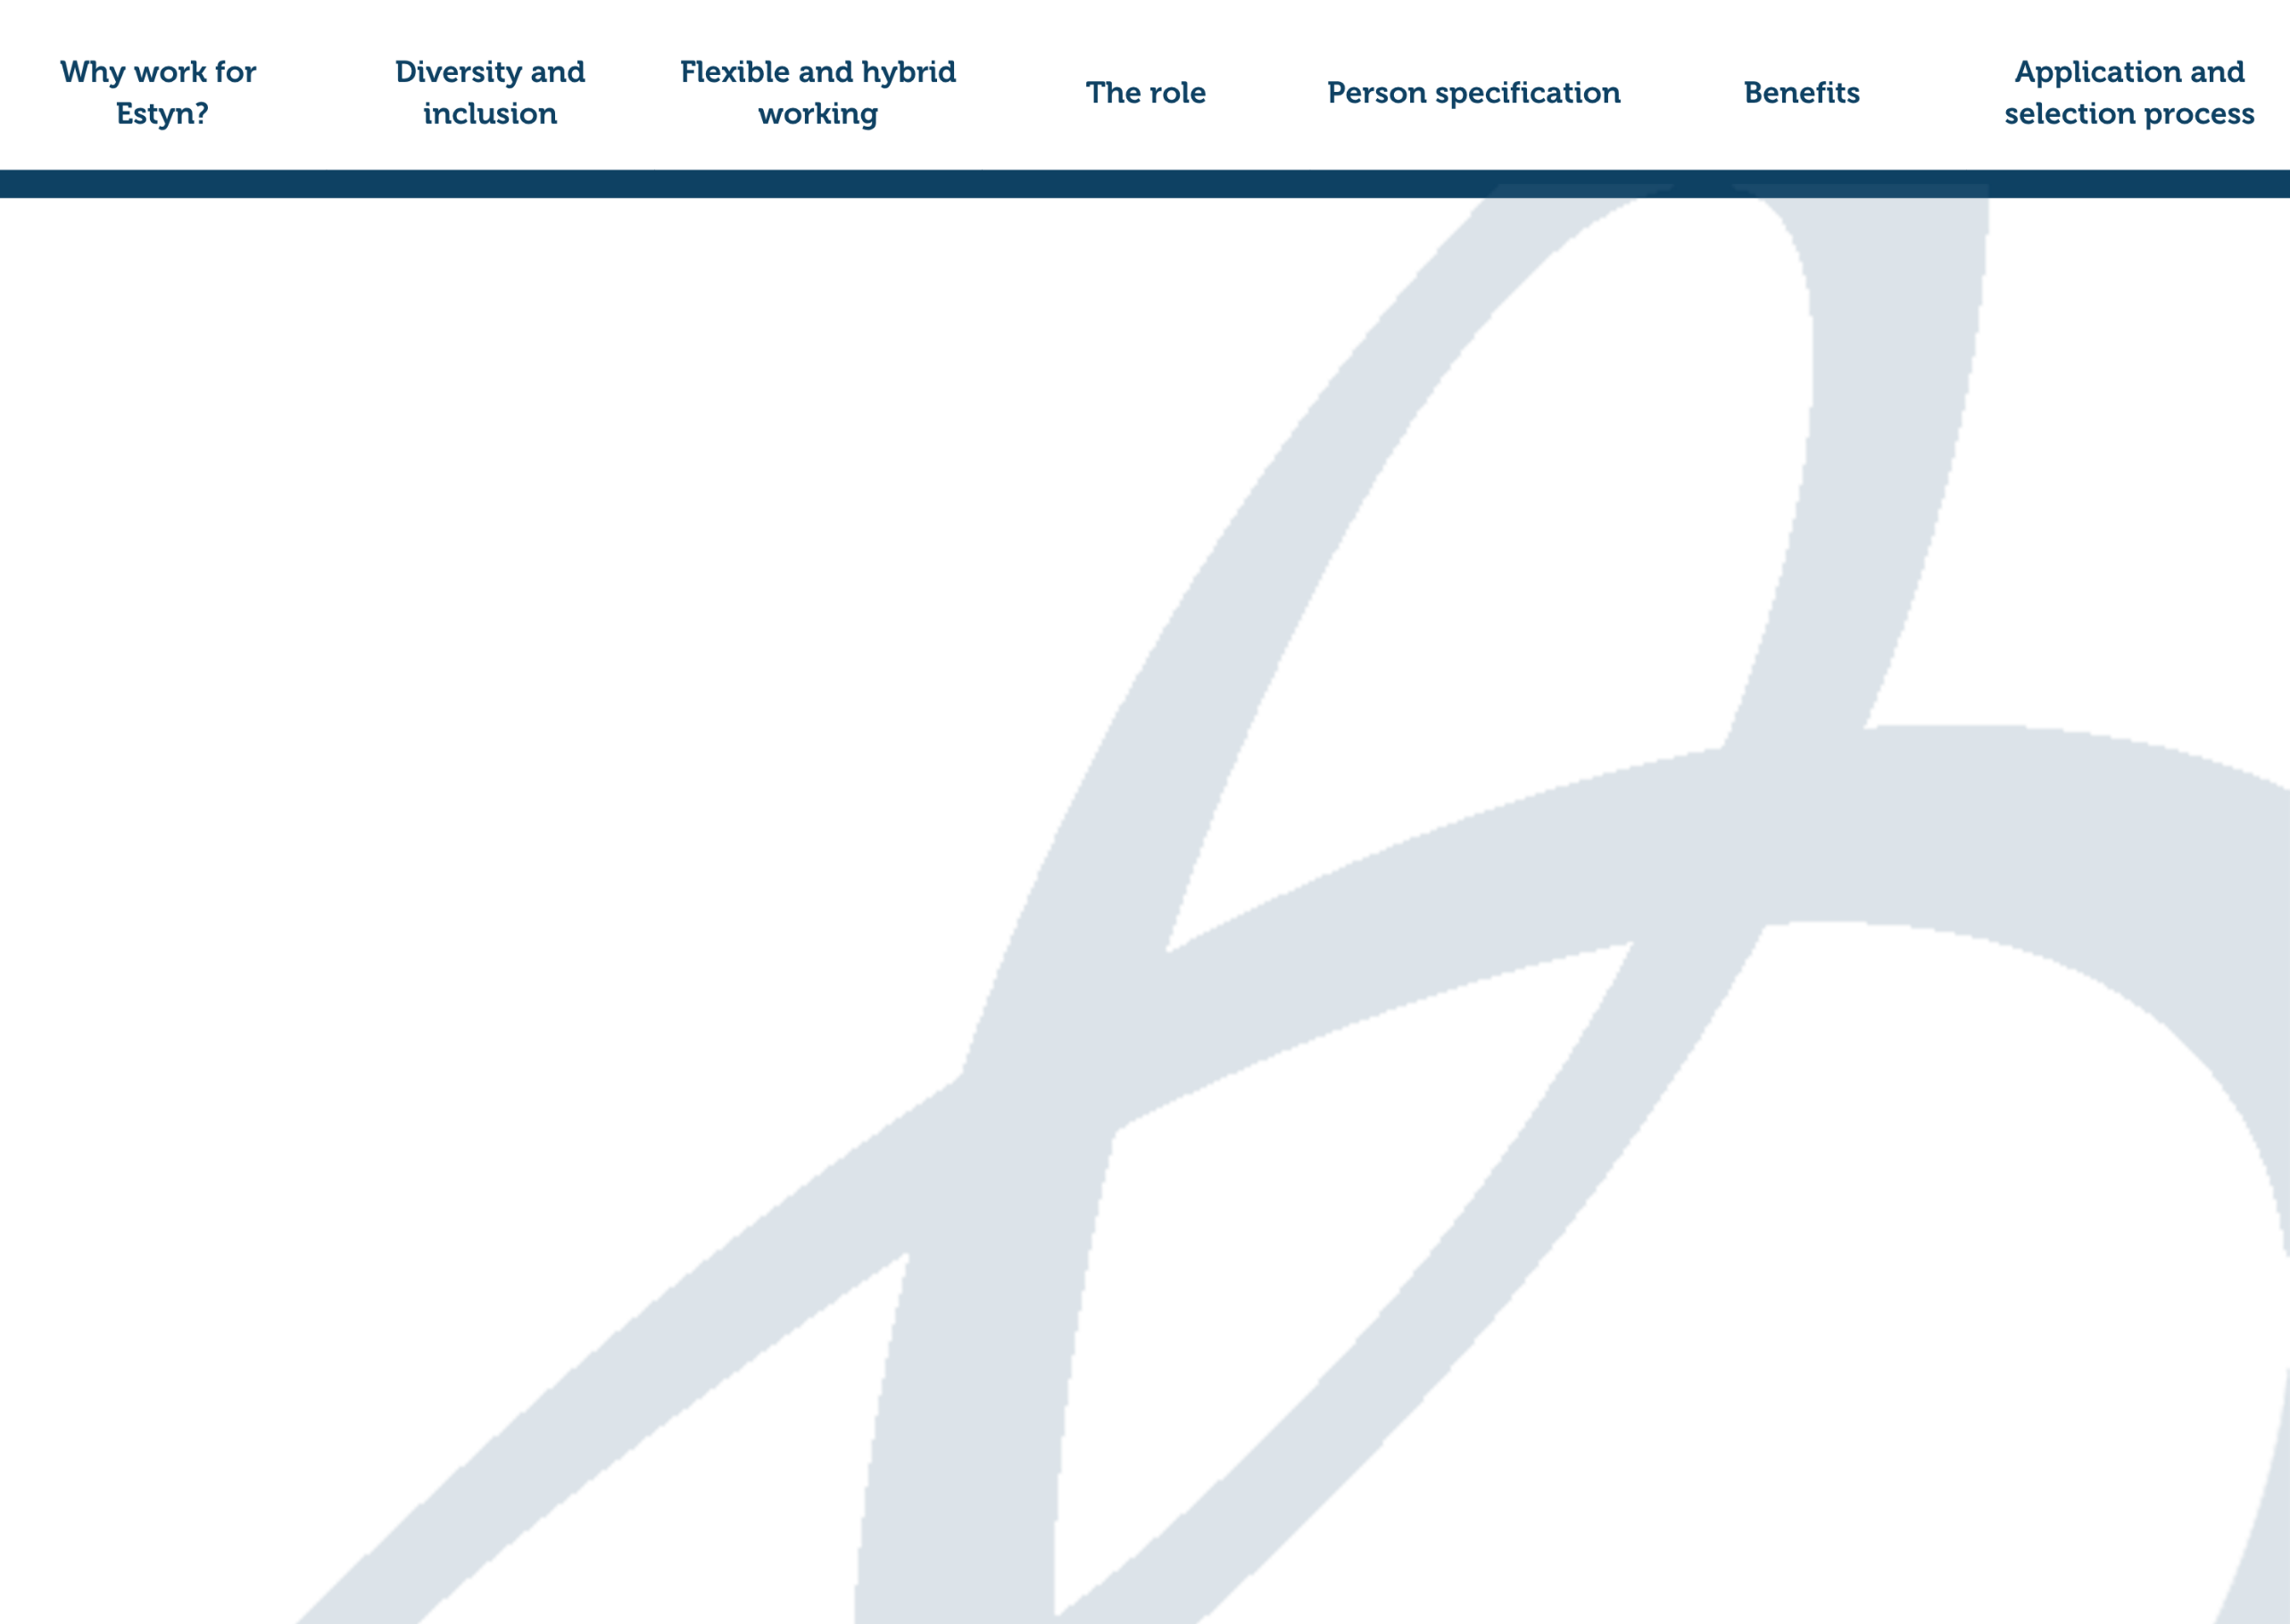 Why work for
Estyn?
Diversity and
inclusion
Flexible and hybrid
working
The role
Person specification
Benefits
Application and
selection process